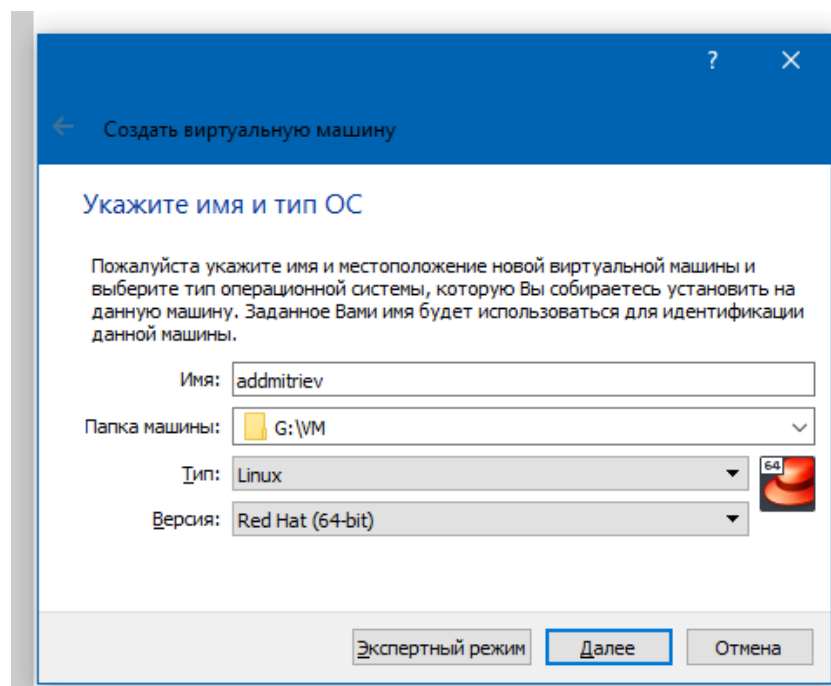 ?
Создать виртуальную машину
Укажите имя и тип ОС
Пожалуйста укажите имя и местоположение новой виртуальной машины и
выберите тип операционной системы, которую Вы собираетесь установить на
данную машину. Заданное Вами имя будет использоваться для идентификации
данной машины.
Имя: addmitriev
Папка машины: G:\VM
Тип: Linux
64
Версия: Red Hat (64-bit)
Экспертный режим Далее Отмена